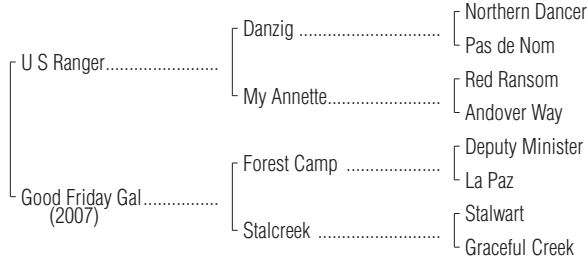 Northern Dancer
Danzig ................................
Pas de Nom
U S Ranger.........................
Red Ransom
My Annette..........................
Andover Way
Deputy Minister
Forest Camp .....................
La Paz
Good Friday Gal................
(2007)
Stalwart
Stalcreek ............................
Graceful Creek